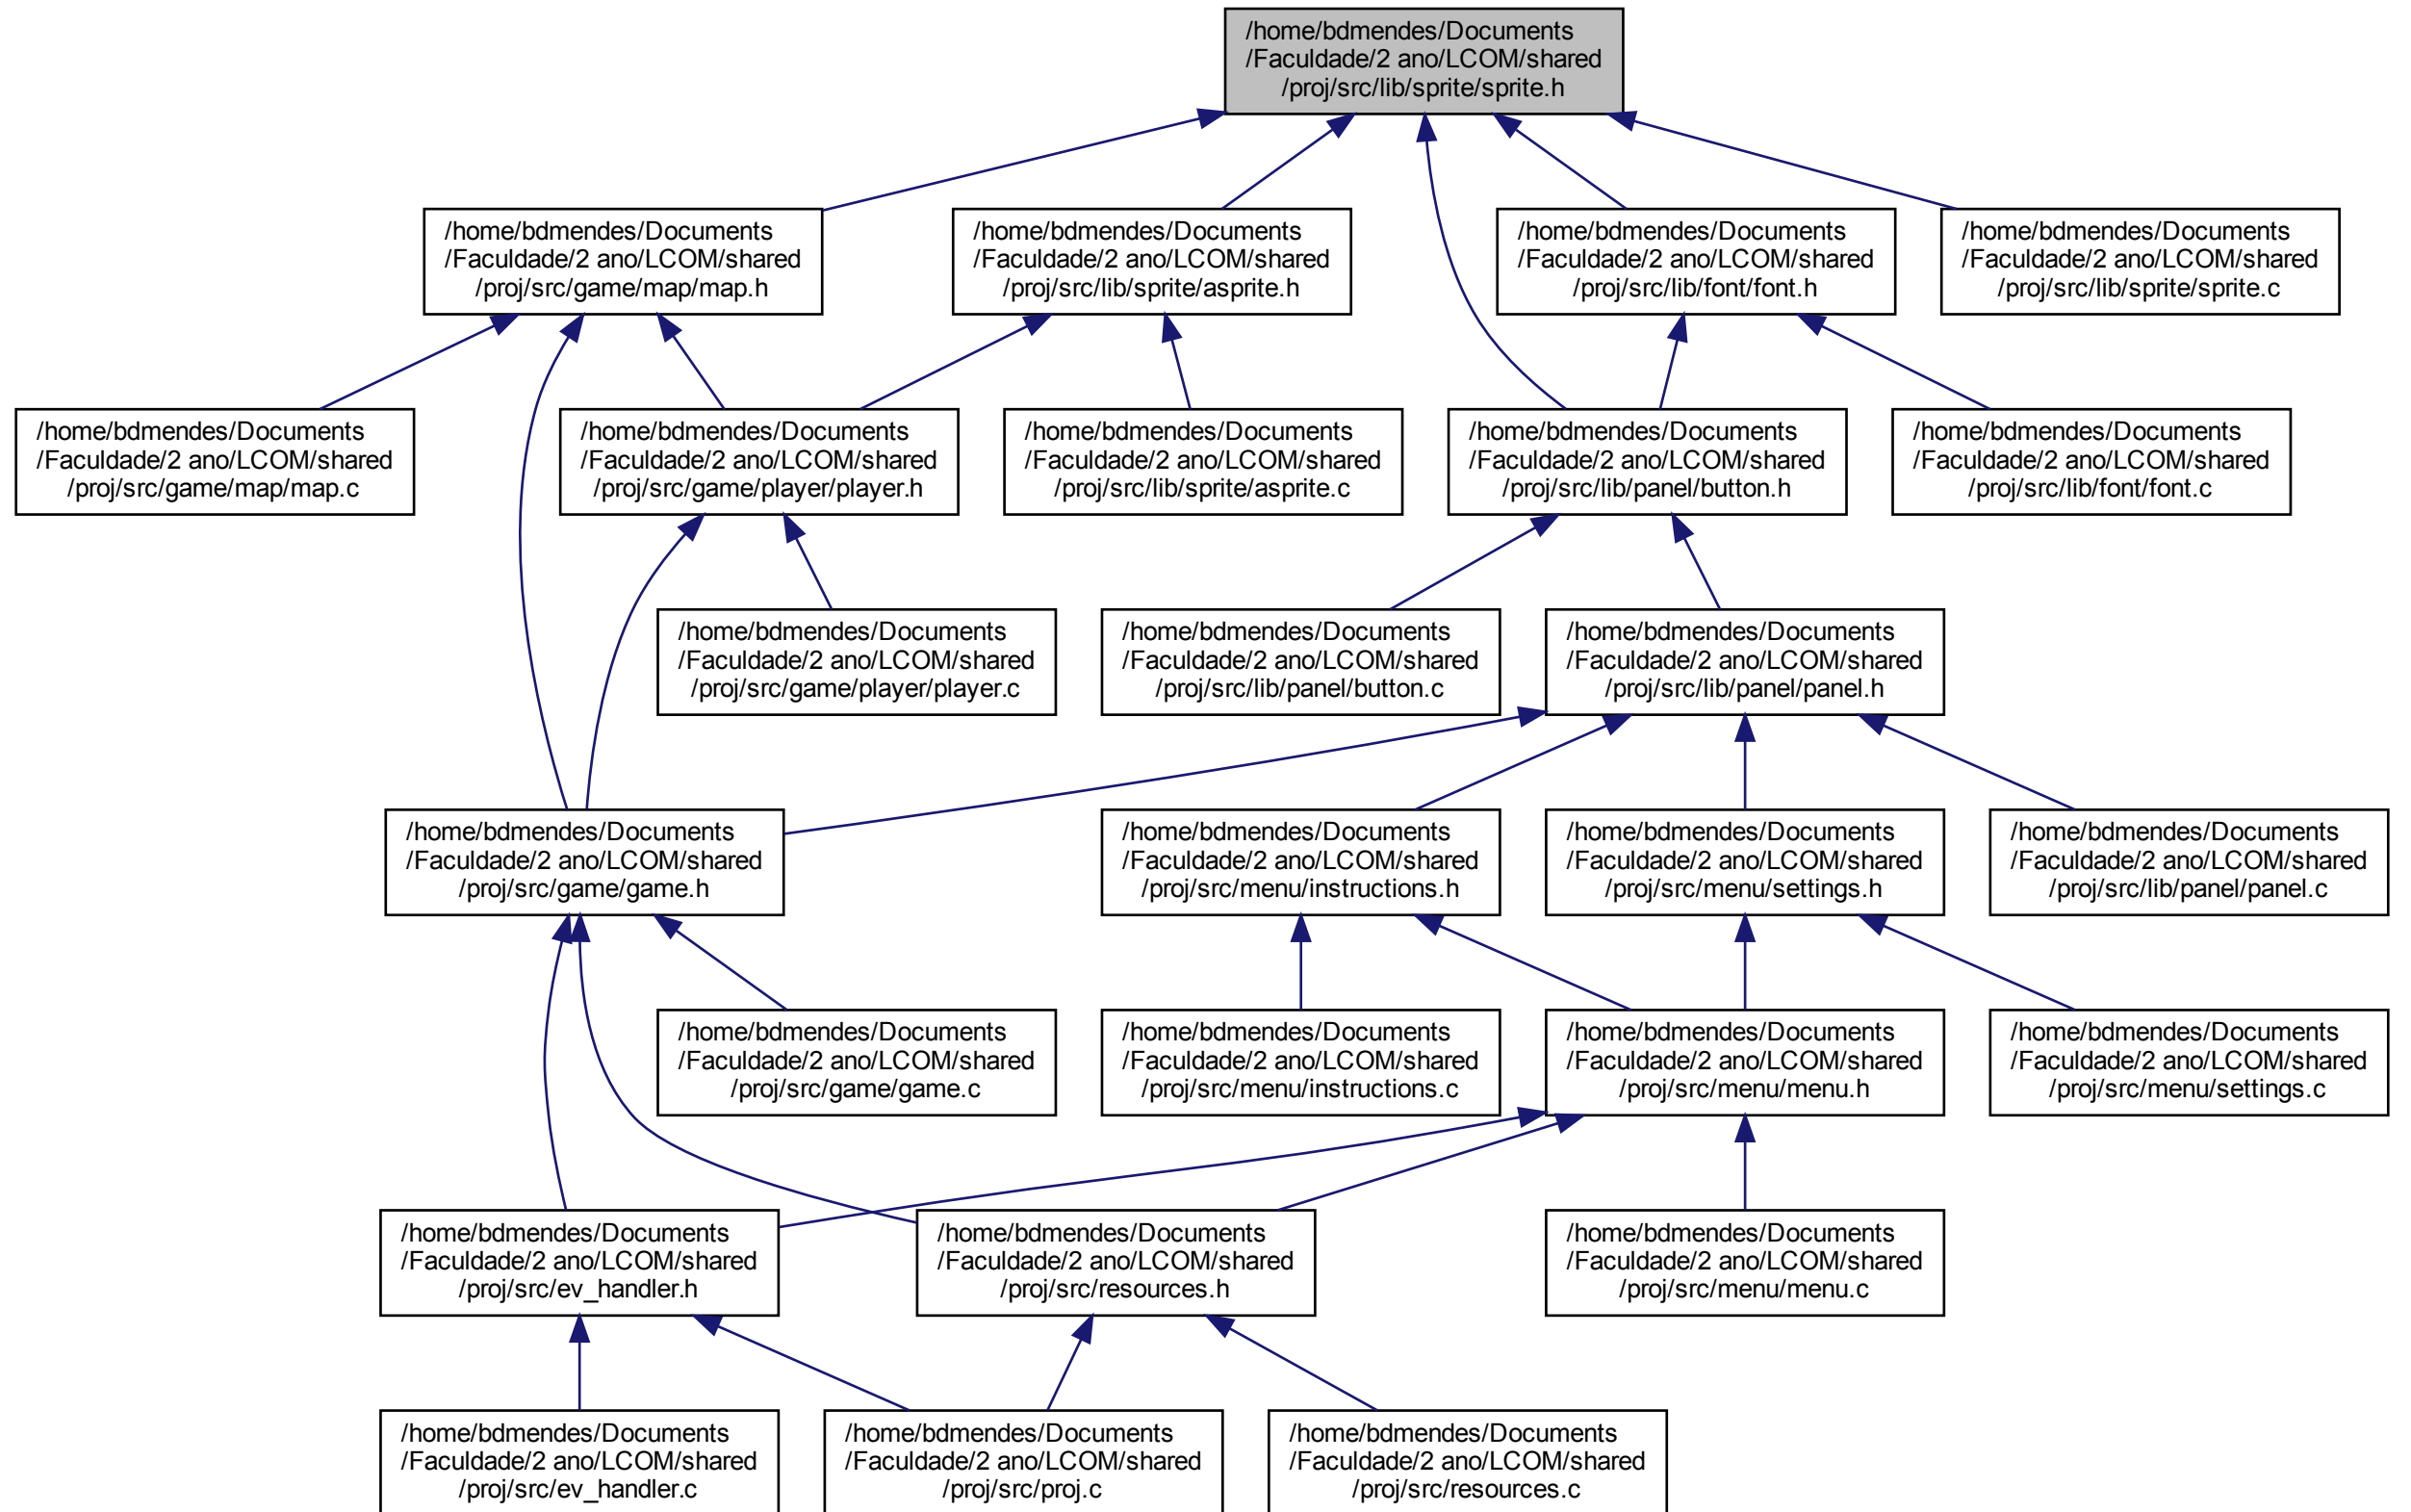 /home/bdmendes/Documents
/Faculdade/2 ano/LCOM/shared
/proj/src/lib/sprite/sprite.h
/home/bdmendes/Documents
/Faculdade/2 ano/LCOM/shared
/proj/src/game/map/map.h
/home/bdmendes/Documents
/Faculdade/2 ano/LCOM/shared
/proj/src/lib/sprite/asprite.h
/home/bdmendes/Documents
/Faculdade/2 ano/LCOM/shared
/proj/src/lib/font/font.h
/home/bdmendes/Documents
/Faculdade/2 ano/LCOM/shared
/proj/src/lib/sprite/sprite.c
/home/bdmendes/Documents
/Faculdade/2 ano/LCOM/shared
/proj/src/game/map/map.c
/home/bdmendes/Documents
/Faculdade/2 ano/LCOM/shared
/proj/src/game/player/player.h
/home/bdmendes/Documents
/Faculdade/2 ano/LCOM/shared
/proj/src/lib/sprite/asprite.c
/home/bdmendes/Documents
/Faculdade/2 ano/LCOM/shared
/proj/src/lib/panel/button.h
/home/bdmendes/Documents
/Faculdade/2 ano/LCOM/shared
/proj/src/lib/font/font.c
/home/bdmendes/Documents
/Faculdade/2 ano/LCOM/shared
/proj/src/game/player/player.c
/home/bdmendes/Documents
/Faculdade/2 ano/LCOM/shared
/proj/src/lib/panel/button.c
/home/bdmendes/Documents
/Faculdade/2 ano/LCOM/shared
/proj/src/lib/panel/panel.h
/home/bdmendes/Documents
/Faculdade/2 ano/LCOM/shared
/proj/src/game/game.h
/home/bdmendes/Documents
/Faculdade/2 ano/LCOM/shared
/proj/src/menu/instructions.h
/home/bdmendes/Documents
/Faculdade/2 ano/LCOM/shared
/proj/src/menu/settings.h
/home/bdmendes/Documents
/Faculdade/2 ano/LCOM/shared
/proj/src/lib/panel/panel.c
/home/bdmendes/Documents
/Faculdade/2 ano/LCOM/shared
/proj/src/game/game.c
/home/bdmendes/Documents
/Faculdade/2 ano/LCOM/shared
/proj/src/menu/instructions.c
/home/bdmendes/Documents
/Faculdade/2 ano/LCOM/shared
/proj/src/menu/menu.h
/home/bdmendes/Documents
/Faculdade/2 ano/LCOM/shared
/proj/src/menu/settings.c
/home/bdmendes/Documents
/Faculdade/2 ano/LCOM/shared
/proj/src/ev_handler.h
/home/bdmendes/Documents
/Faculdade/2 ano/LCOM/shared
/proj/src/resources.h
/home/bdmendes/Documents
/Faculdade/2 ano/LCOM/shared
/proj/src/menu/menu.c
/home/bdmendes/Documents
/Faculdade/2 ano/LCOM/shared
/proj/src/ev_handler.c
/home/bdmendes/Documents
/Faculdade/2 ano/LCOM/shared
/proj/src/proj.c
/home/bdmendes/Documents
/Faculdade/2 ano/LCOM/shared
/proj/src/resources.c